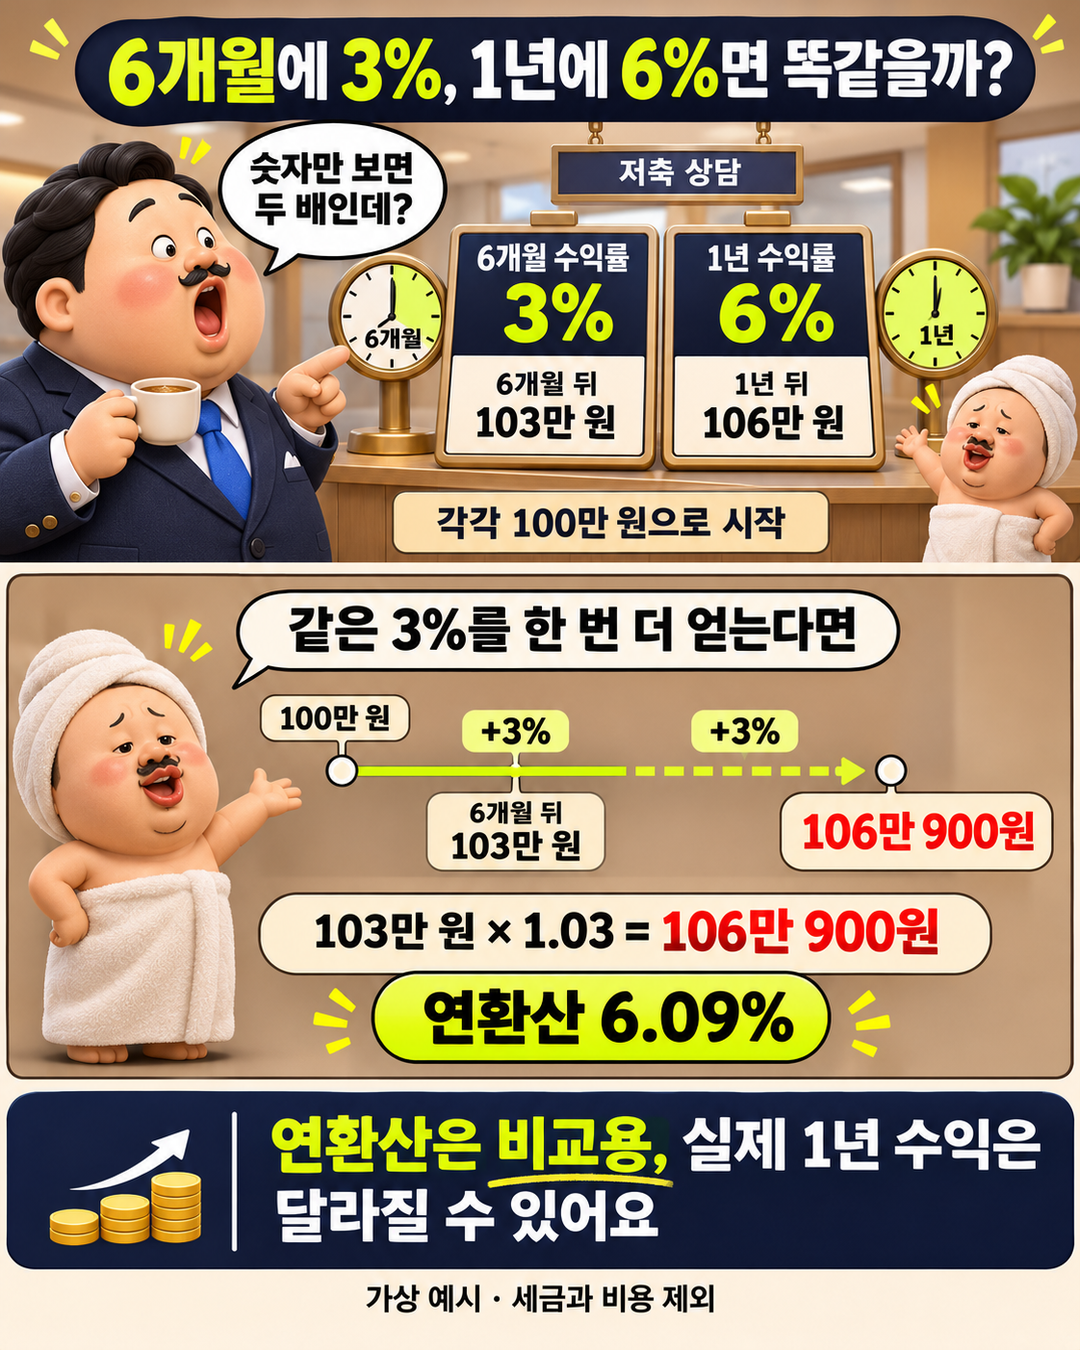 6개월에 3%, 1년에 6%면 똑같을까?
숫자만 보면
두 배인데?
저축 상담
6개월
6개월 수익률
3%
6개월 뒤
103만 원
1년 수익률
6%
1년 뒤
106만 원
1년
각각 100만 원으로 시작
같은 3%를 한 번 더 얻는다면
100만 원
+3%
+3%
6개월 뒤
103만 원
106만 900원
103만 원 × 1.03 = 106만 900원
연환산 6.09%
연환산은 비교용, 실제 1년 수익은
달라질 수 있어요
가상 예시 · 세금과 비용 제외